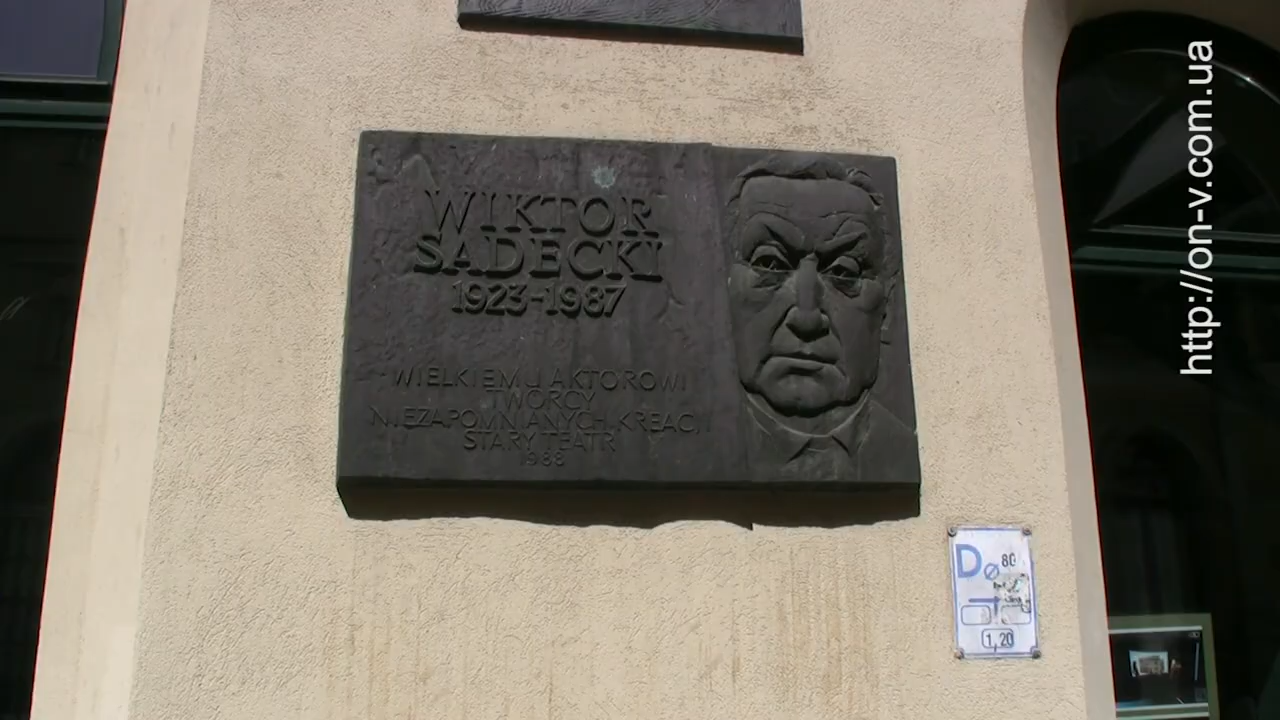 WIKTOR
SADECKI
1923-1987
WIELKIEMU AKTOROWI
TWÓRCY
NIEZAPOMNIANYCH KREACJI
STARY TEATR
1988
D 80
1,20
http://on-v.com.ua